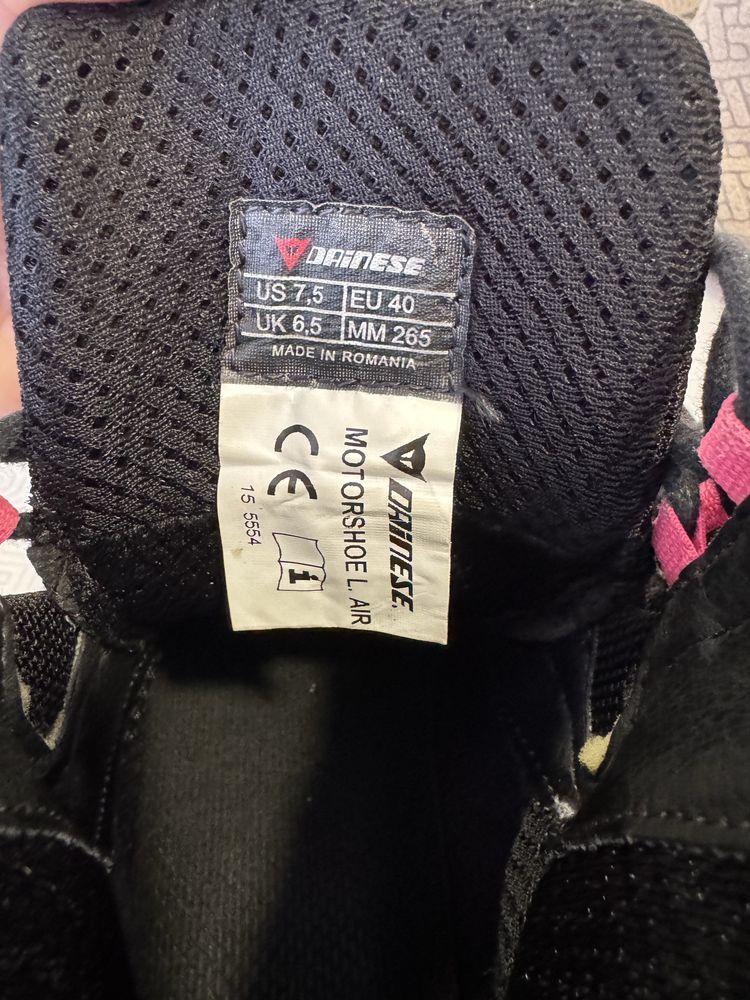 DAINESE
US 7,5 EU 40
UK 6,5 MM 265
MADE IN ROMANIA
DAINESE
MOTORSHOE L. AIR
CE
i
15 5554